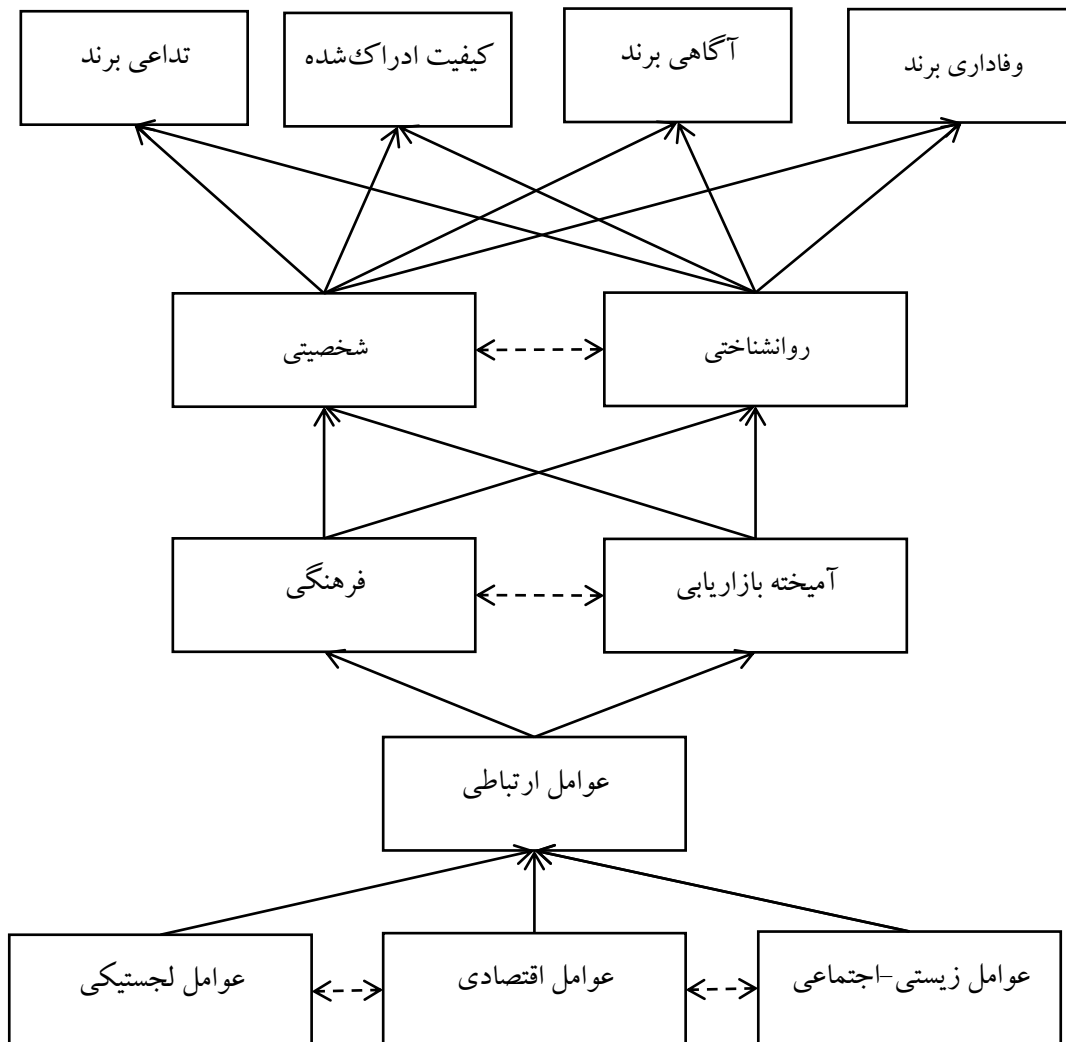 وفاداری برند
آگاهی برند
کیفیت ادراک‌شده
تداعی برند
روانشناختی
شخصیتی
آمیخته بازاریابی
فرهنگی
عوامل ارتباطی
عوامل زیستی-اجتماعی
عوامل اقتصادی
عوامل لجستیکی